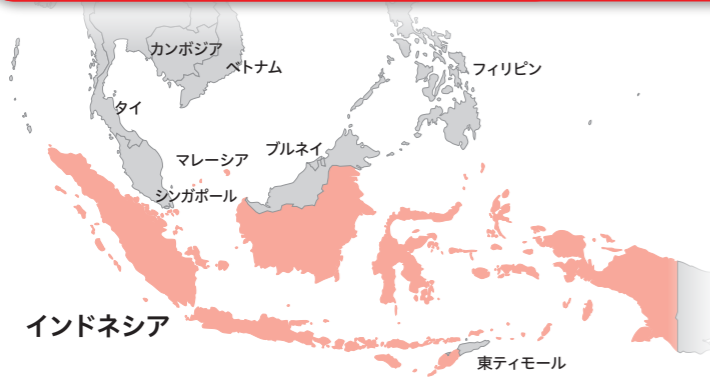 カンボジア
ベトナム
フィリピン
タイ
マレーシア
ブルネイ
シンガポール
インドネシア
東ティモール